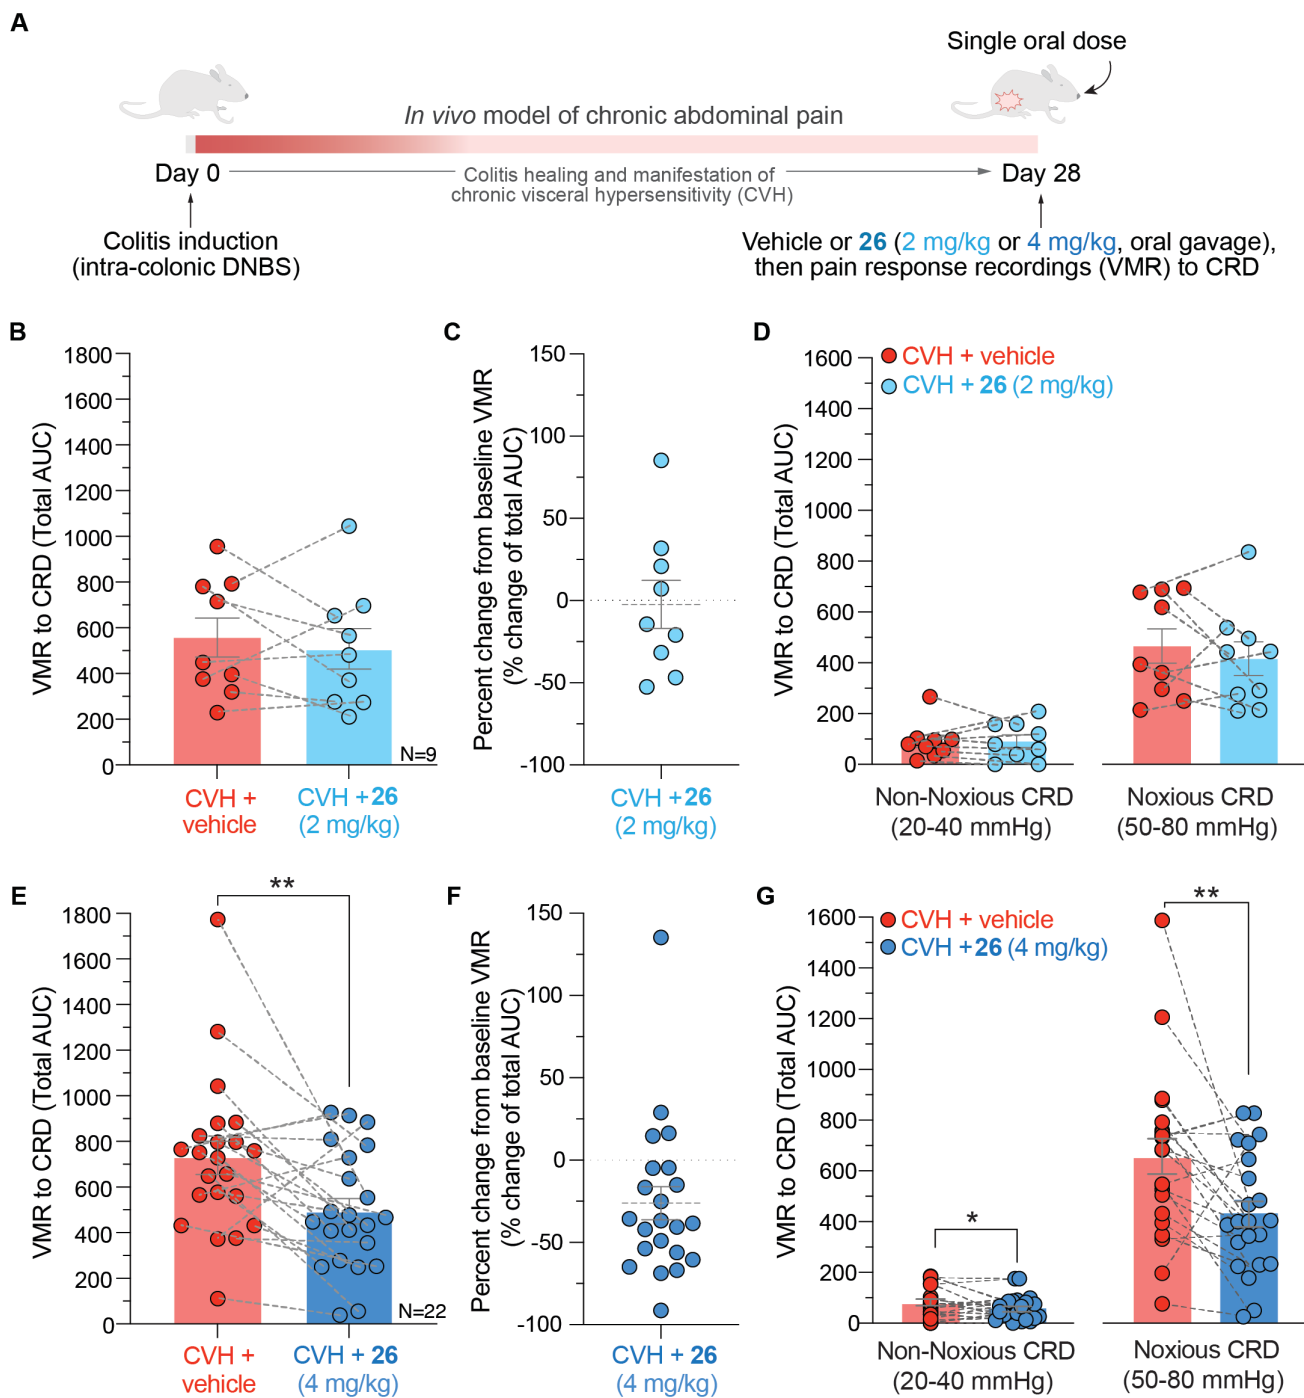 A
Single oral dose
In vivo model of chronic abdominal pain
Day 0
Colitis healing and manifestation of
chronic visceral hypersensitivity (CVH)
Day 28
Colitis induction
(intra-colonic DNBS)
Vehicle or 26 (2 mg/kg or 4 mg/kg, oral gavage),
then pain response recordings (VMR) to CRD
B
VMR to CRD (Total AUC)
1800
1600
1400
1200
1000
800
600
400
200
0
N=9
CVH +
vehicle
CVH + 26
(2 mg/kg)
C
Percent change from baseline VMR
(% change of total AUC)
150
100
50
0
-50
-100
CVH + 26
(2 mg/kg)
D
VMR to CRD (Total AUC)
1600
1400
1200
1000
800
600
400
200
0
CVH + vehicle
CVH + 26 (2 mg/kg)
Non-Noxious CRD
(20-40 mmHg)
Noxious CRD
(50-80 mmHg)
E
VMR to CRD (Total AUC)
1800
1600
1400
1200
1000
800
600
400
200
0
**
N=22
CVH +
vehicle
CVH + 26
(4 mg/kg)
F
Percent change from baseline VMR
(% change of total AUC)
150
100
50
0
-50
-100
CVH + 26
(4 mg/kg)
G
VMR to CRD (Total AUC)
1600
1400
1200
1000
800
600
400
200
0
CVH + vehicle
CVH + 26 (4 mg/kg)
*
**
Non-Noxious CRD
(20-40 mmHg)
Noxious CRD
(50-80 mmHg)